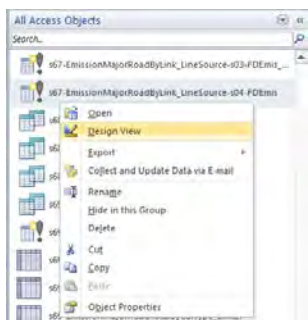 All Access Objects
Search...
s67-EmissionMajorRoadByLink_LineSource-s03-FDEmis_...
s67-EmissionMajorRoadByLink_LineSource-s04-FDEmis
Open
Design View
Export
Collect and Update Data via E-mail
Rename
Hide in this Group
Delete
Cut
Copy
Paste
Object Properties